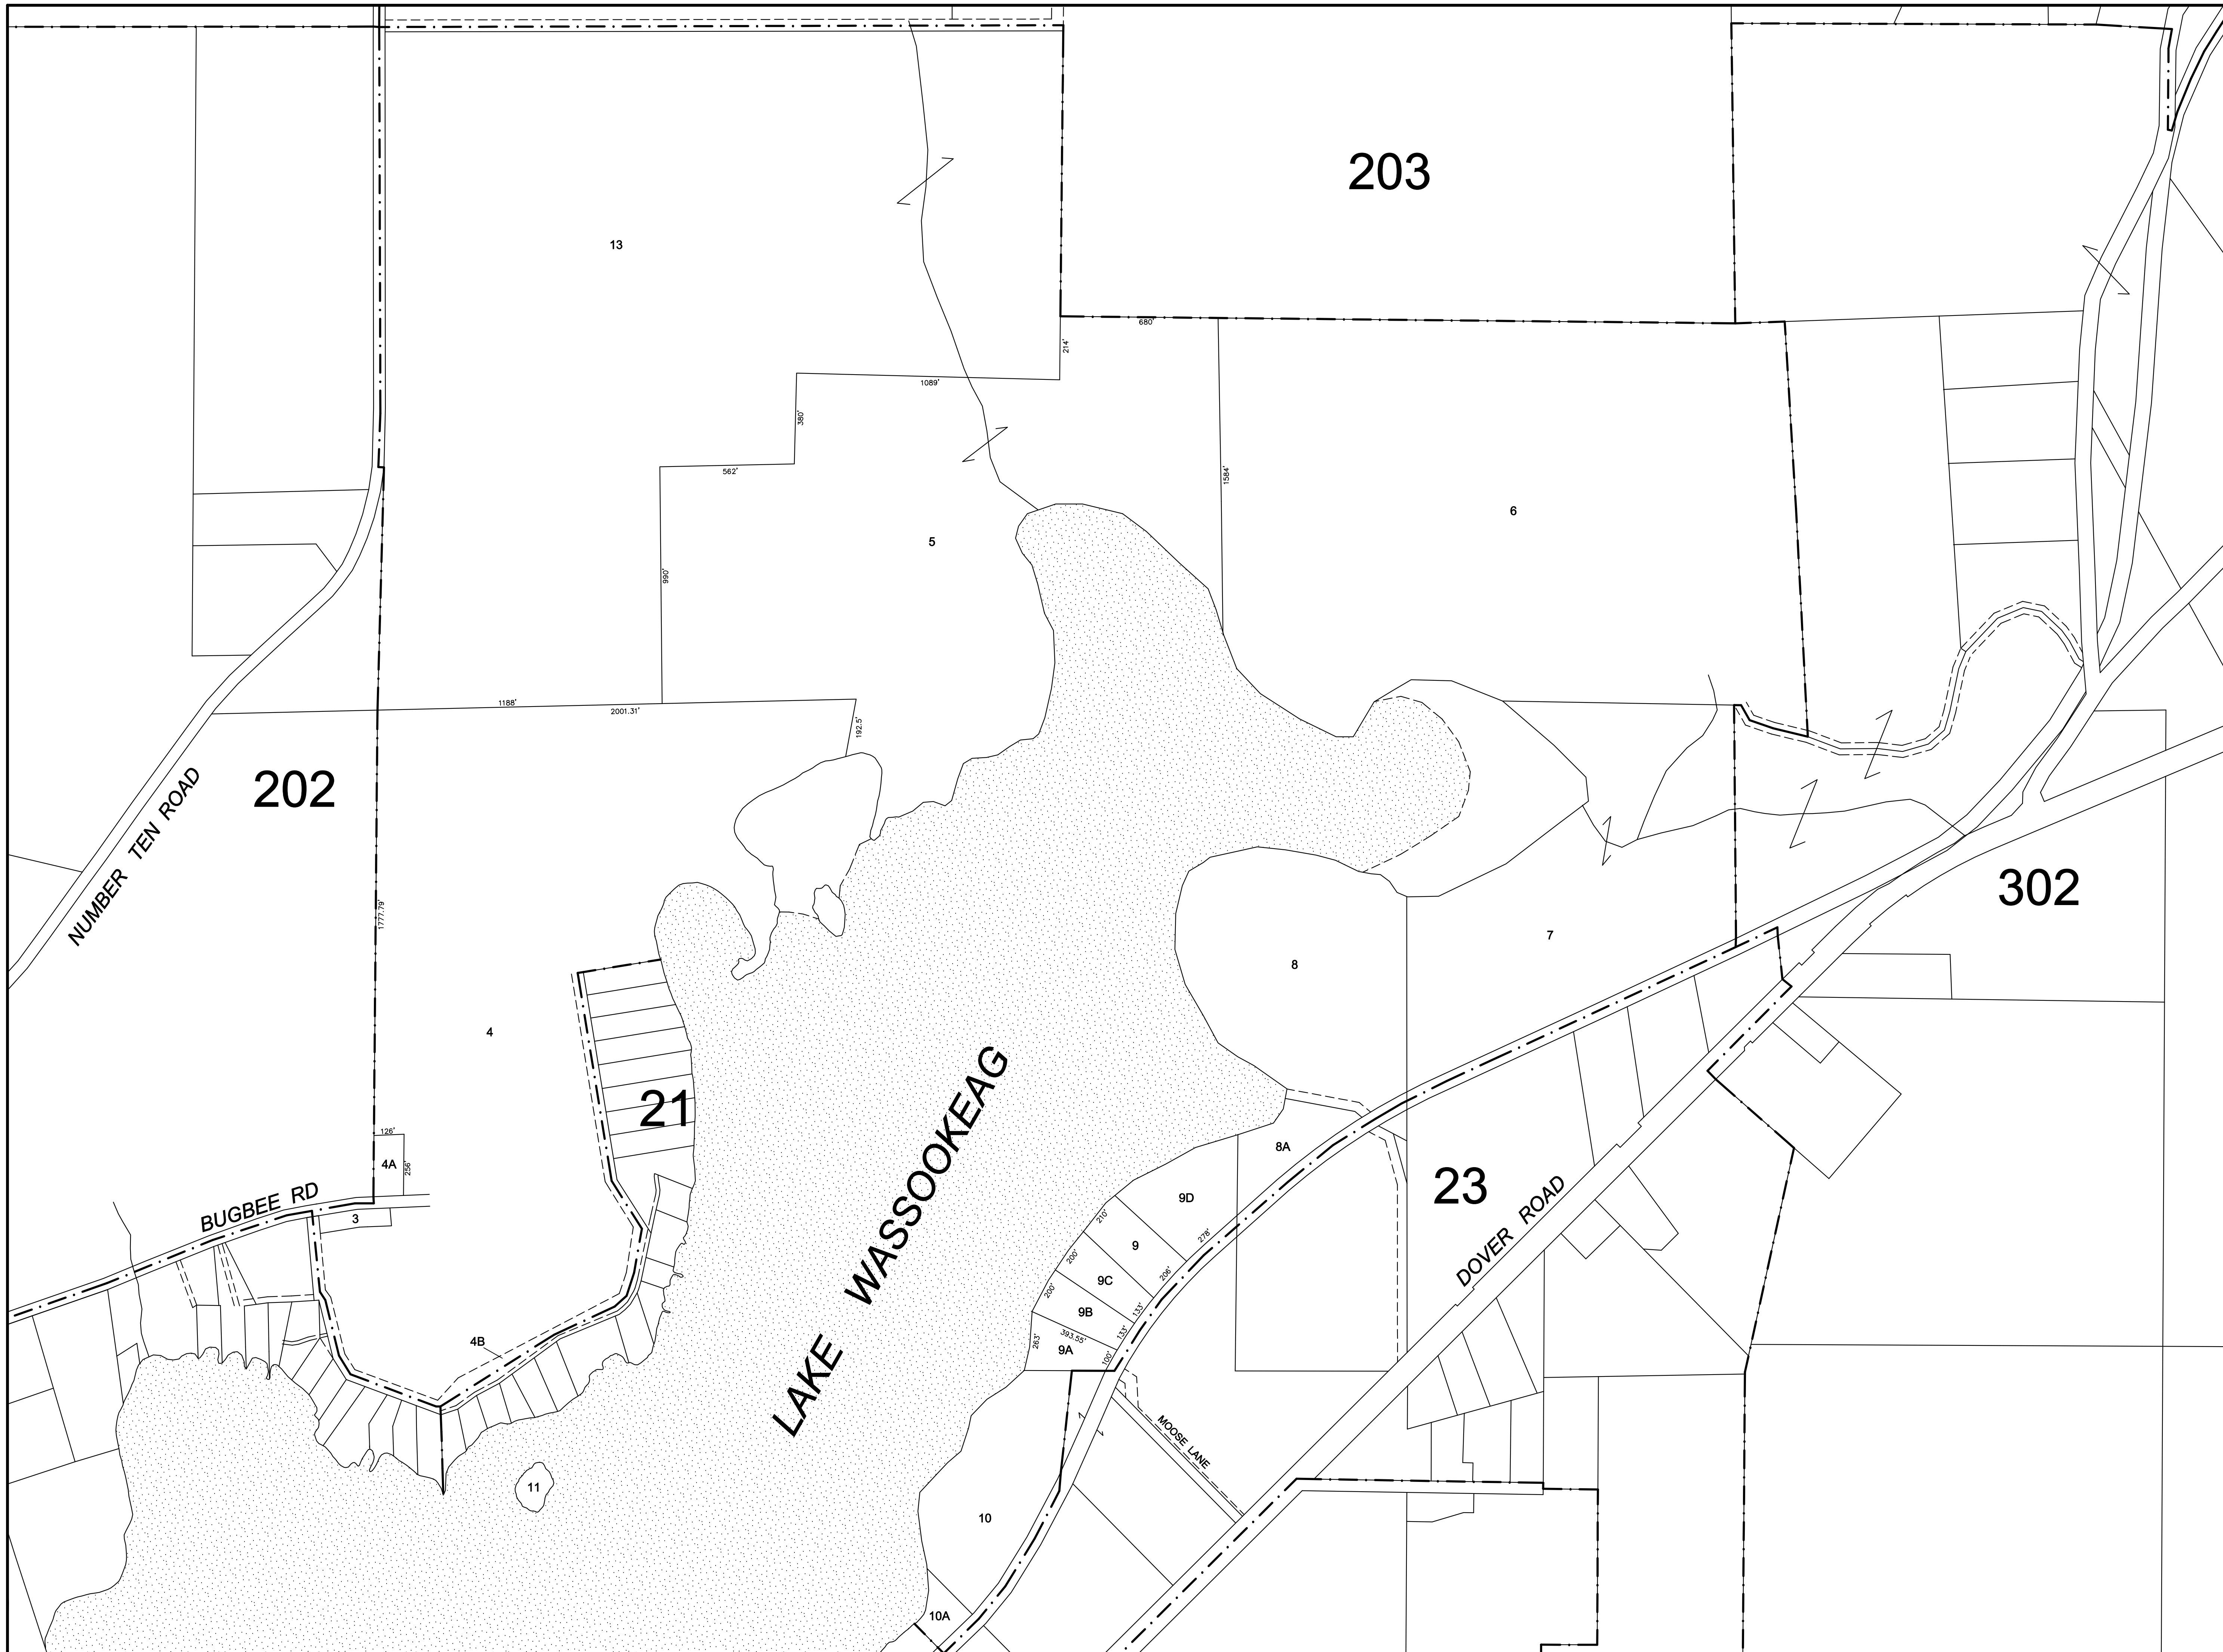 203
13
680'
214'
1089'
380'
562'
1584'
6
5
990'
1188'
2001.31'
192.5'
202
NUMBER TEN ROAD
302
1777.79'
7
8
4
21
LAKE WASSOOKEAG
126'
4A
256'
8A
23
DOVER ROAD
BUGBEE RD
3
9D
210'
278'
9
200'
206'
9C
200'
133'
9B
133'
393.55'
263'
9A
100'
4B
MOOSE LANE
11
10
10A